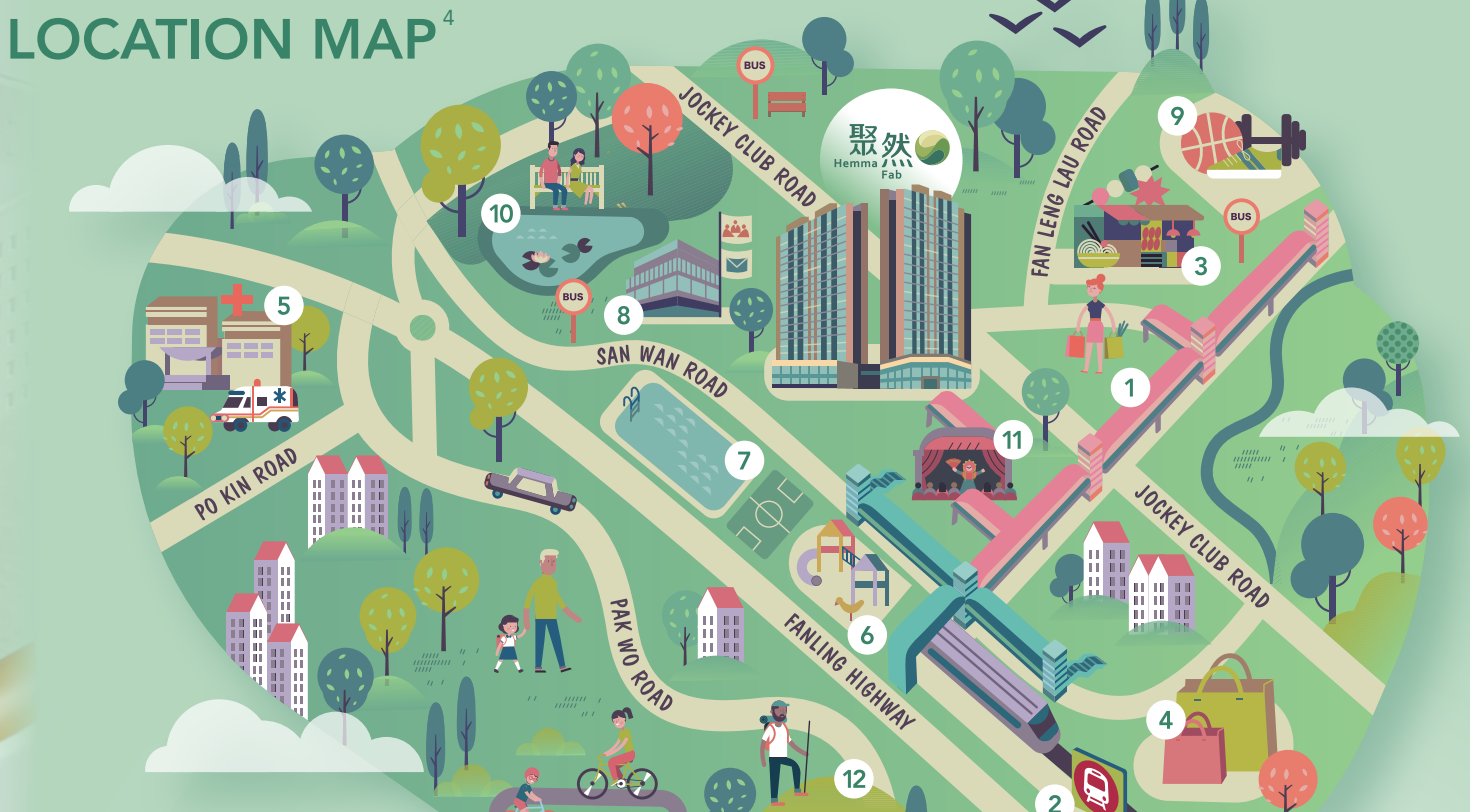 LOCATION MAP 4
BUS
JOCKEY CLUB ROAD
聚然
Hemma
Fab
FAN LENG LAU ROAD
9
10
BUS
3
5
BUS
8
SAN WAN ROAD
1
11
7
PO KIN ROAD
JOCKEY CLUB ROAD
PAK WO ROAD
6
FANLING HIGHWAY
4
12
2